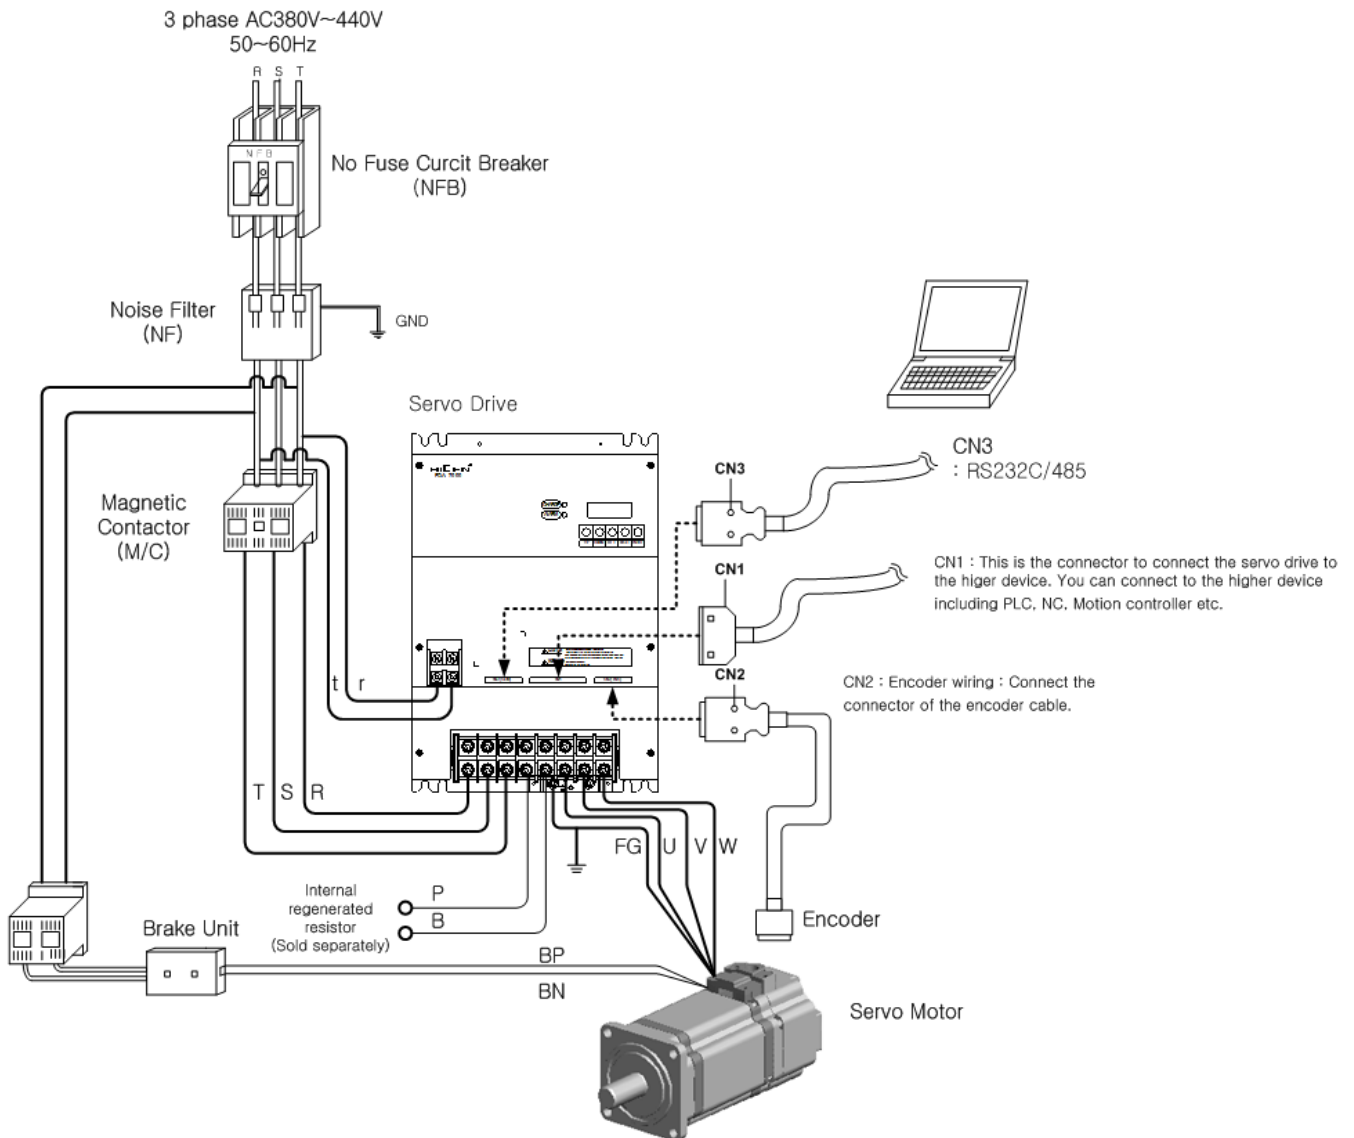 3 phase AC380V~440V
50~60Hz
R S T
N F B
No Fuse Curcit Breaker
(NFB)
Noise Filter
(NF)
GND
Servo Drive
CN3
: RS232C/485
CN3
Magnetic
Contactor
(M/C)
CN1
CN1 : This is the connector to connect the servo drive to
the higer device. You can connect to the higher device
including PLC, NC, Motion controller etc.
CN2
CN2 : Encoder wiring : Connect the
connector of the encoder cable.
t r
T S R
FG U V W
Internal
regenerated
resistor
(Sold separately)
P
B
Encoder
Brake Unit
BP
BN
Servo Motor